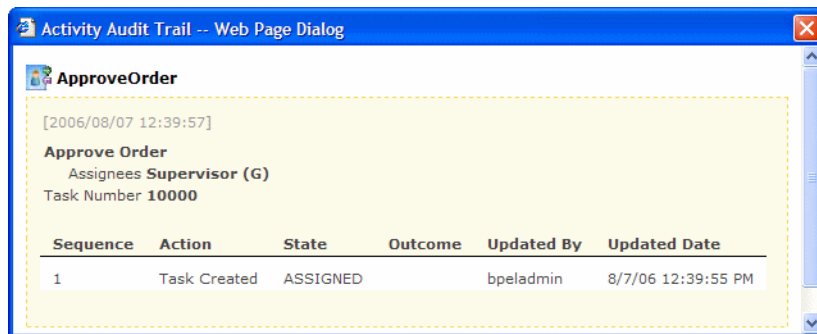 Activity Audit Trail -- Web Page Dialog
ApproveOrder
[2006/08/07 12:39:57]
Approve Order
Assignees Supervisor (G)
Task Number 10000
Sequence Action State Outcome Updated By Updated Date
1 Task Created ASSIGNED bpeladmin 8/7/06 12:39:55 PM